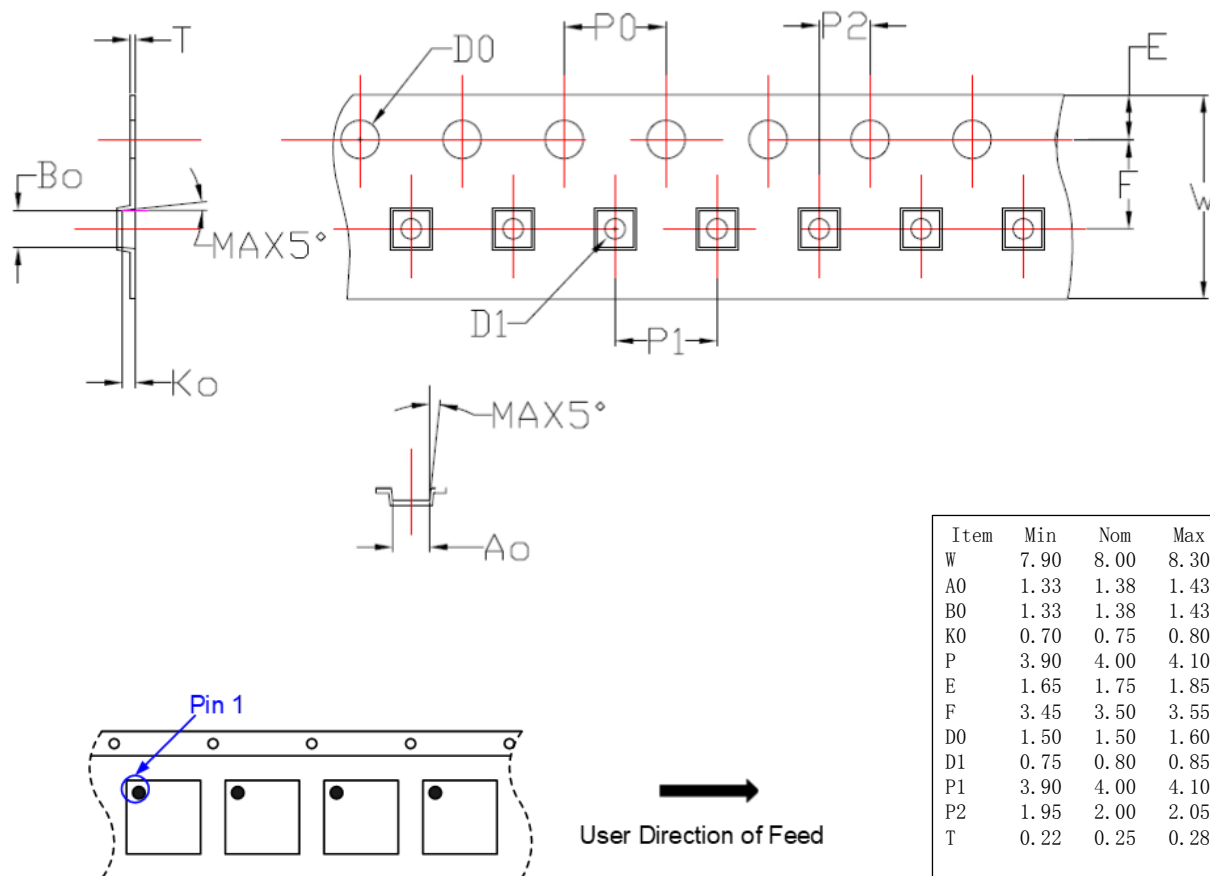 T
D0
P0
P2
E
Bo
MAX5°
F
W
D1
P1
Ko
MAX5°
Ao
Item Min Nom Max
W 7.90 8.00 8.30
A0 1.33 1.38 1.43
B0 1.33 1.38 1.43
K0 0.70 0.75 0.80
P 3.90 4.00 4.10
E 1.65 1.75 1.85
F 3.45 3.50 3.55
D0 1.50 1.50 1.60
D1 0.75 0.80 0.85
P1 3.90 4.00 4.10
P2 1.95 2.00 2.05
T 0.22 0.25 0.28
Pin 1
User Direction of Feed